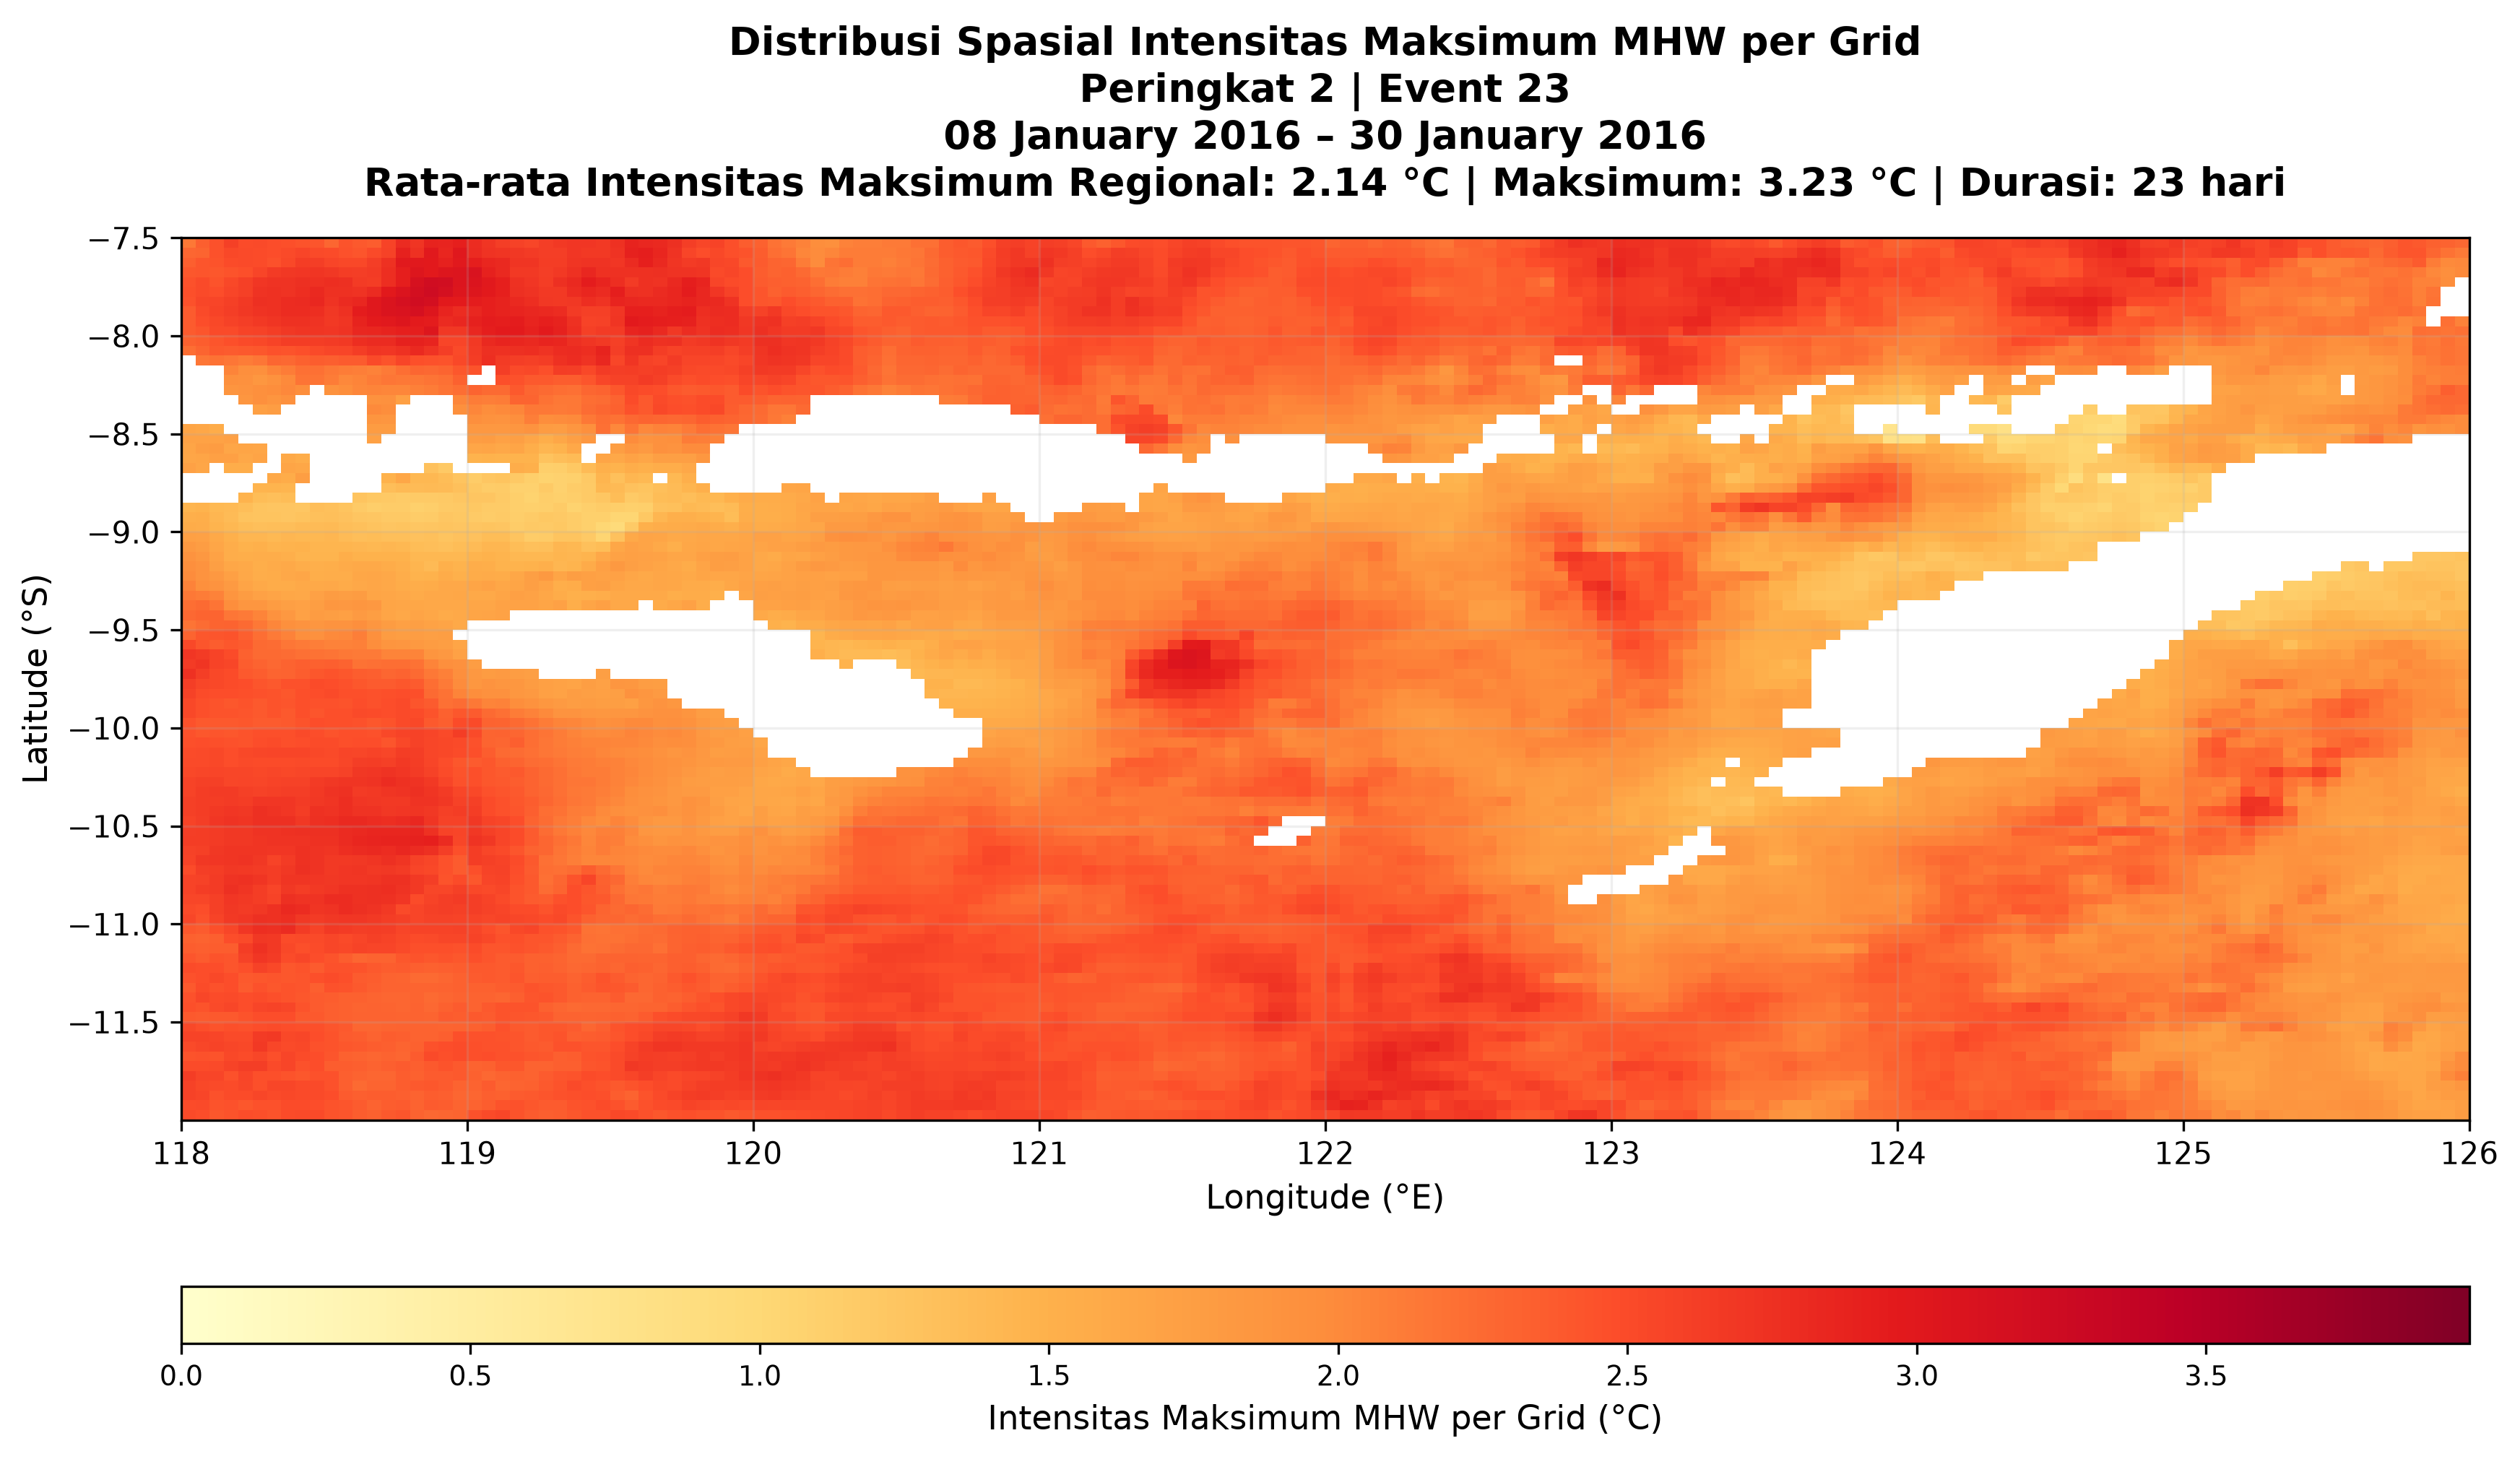 Distribusi Spasial Intensitas Maksimum MHW per Grid
Peringkat 2 | Event 23
08 January 2016 – 30 January 2016
Rata-rata Intensitas Maksimum Regional: 2.14 °C | Maksimum: 3.23 °C | Durasi: 23 hari
−7.5
−8.0
−8.5
−9.0
−9.5
−10.0
−10.5
−11.0
−11.5
Latitude (°S)
118 119 120 121 122 123 124 125 126
Longitude (°E)
0.0 0.5 1.0 1.5 2.0 2.5 3.0 3.5
Intensitas Maksimum MHW per Grid (°C)